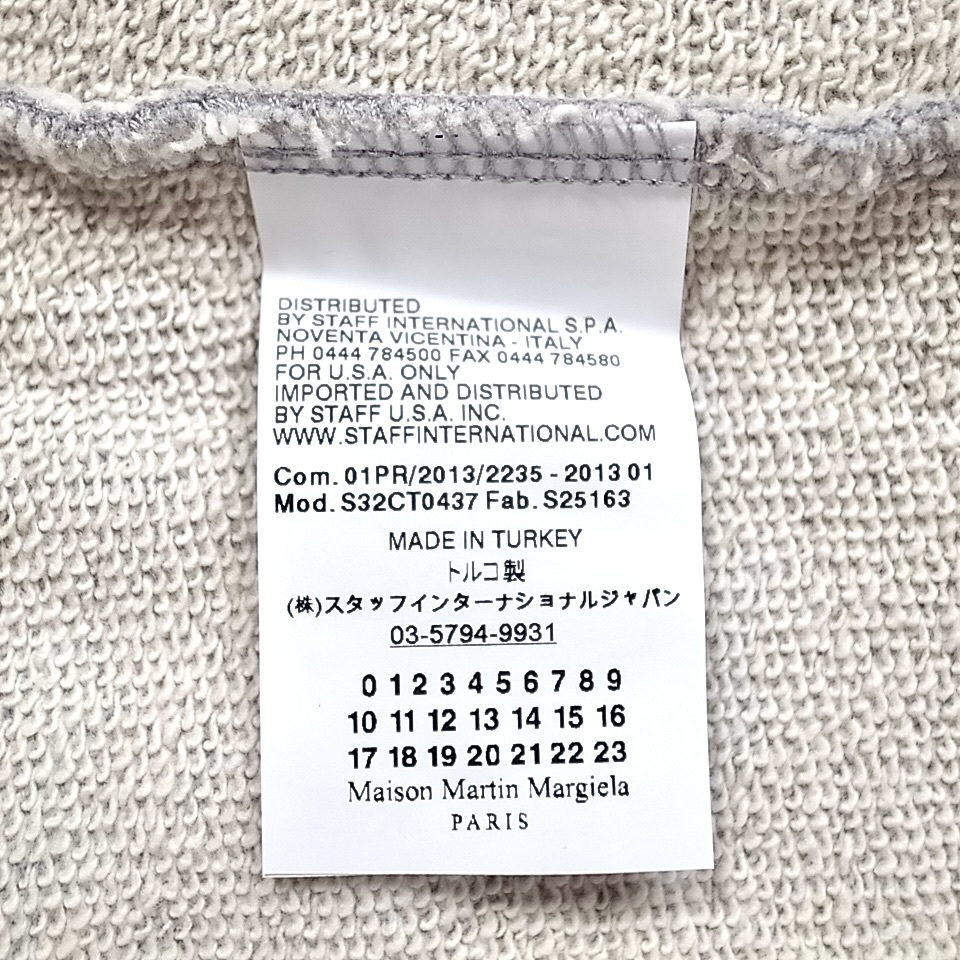 DISTRIBUTED
BY STAFF INTERNATIONAL S.P.A.
NOVENTA VICENTINA - ITALY
PH 0444 784500 FAX 0444 784580
FOR U.S.A. ONLY
IMPORTED AND DISTRIBUTED
BY STAFF U.S.A. INC.
WWW.STAFFINTERNATIONAL.COM
Com. 01PR/2013/2235 - 2013 01
Mod. S32CT0437 Fab. S25163
MADE IN TURKEY
トルコ製
(株)スタッフインターナショナルジャパン
03-5794-9931
0 1 2 3 4 5 6 7 8 9
10 11 12 13 14 15 16
17 18 19 20 21 22 23
Maison Martin Margiela
PARIS